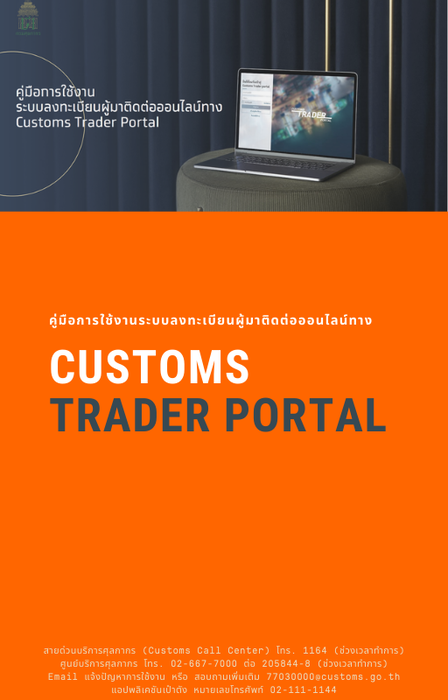 คู่มือการใช้งาน
ระบบลงทะเบียนผู้มาติดต่อออนไลน์ทาง
Customs Trader Portal
TRADER
คู่มือการใช้งานระบบลงทะเบียนผู้มาติดต่อออนไลน์ทาง
CUSTOMS
TRADER PORTAL
สายด่วนบริการศุลกากร (Customs Call Center) โทร. 1164 (ช่วงเวลาทำการ)
ศูนย์บริการศุลกากร โทร. 02-667-7000 ต่อ 205844-8 (ช่วงเวลาทำการ)
Email แจ้งปัญหาการใช้งาน หรือ สอบถามเพิ่มเติม 77030000@customs.go.th
แอปพลิเคชันเป๋าตัง หมายเลขโทรศัพท์ 02-111-1144